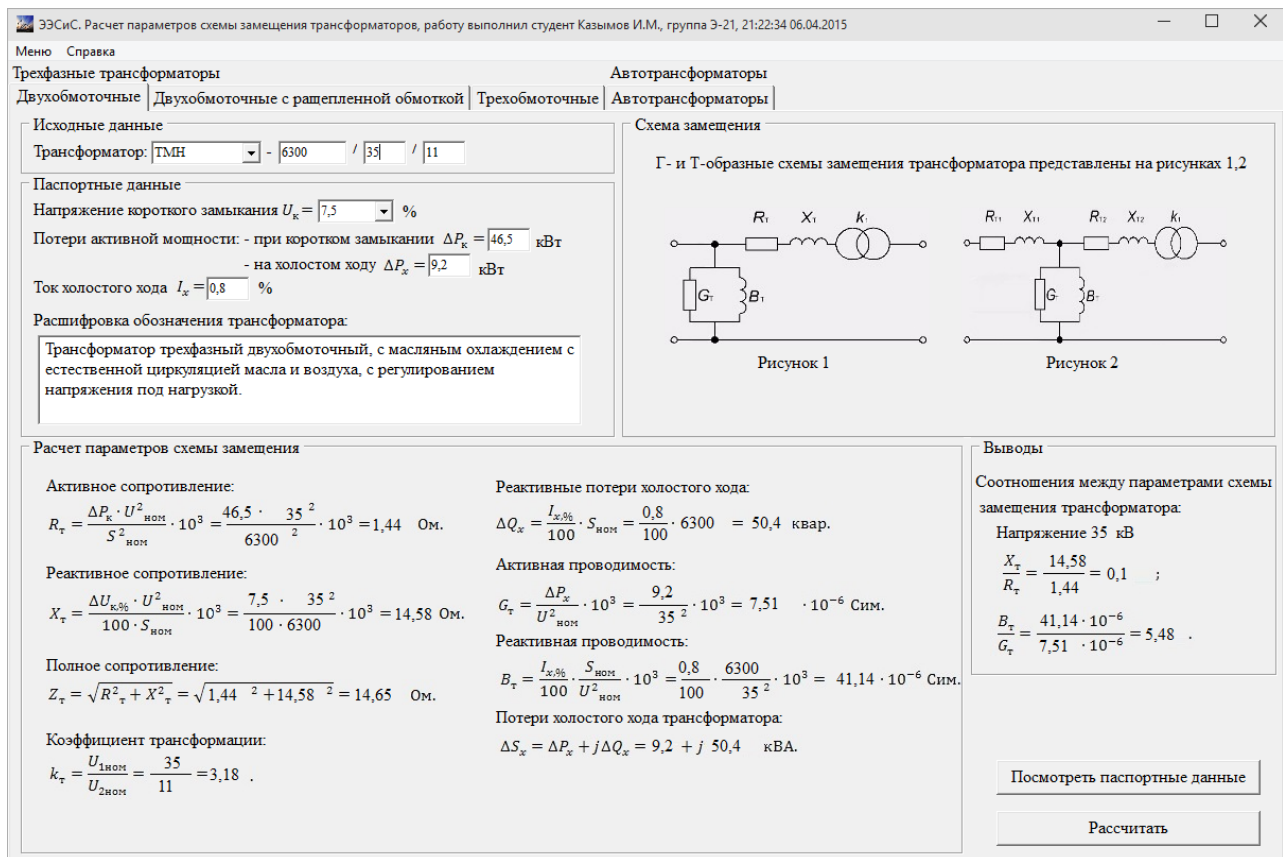 ЭЭСиС. Расчет параметров схемы замещения трансформаторов, работу выполнил студент Казымов И.М., группа Э-21, 21:22:34 06.04.2015
Меню Справка
Трехфазные трансформаторы Автотрансформаторы
Двухобмоточные Двухобмоточные с ращепленной обмоткой Трехобмоточные Автотрансформаторы
Исходные данные
Трансформатор: ТМН - 6300 / 35 / 11
Паспортные данные
Напряжение короткого замыкания Uк = 7,5 %
Потери активной мощности: - при коротком замыкании ΔPк = 46,5 кВт
- на холостом ходу ΔPx = 9,2 кВт
Ток холостого хода Ix = 0,8 %
Расшифровка обозначения трансформатора:
Трансформатор трехфазный двухобмоточный, с масляным охлаждением с
естественной циркуляцией масла и воздуха, с регулированием
напряжения под нагрузкой.
Схема замещения
Г- и Т-образные схемы замещения трансформатора представлены на рисунках 1,2
Rт Xт kт
Gт Bт
Рисунок 1
Rт1 Xт1 Rт2 Xт2 kт
Gт Bт
Рисунок 2
Расчет параметров схемы замещения
Активное сопротивление:
Rт = ΔPк · U²ном / S²ном · 10³ = 46,5 · 35² / 6300² · 10³ = 1,44 Ом.
Реактивное сопротивление:
Xт = ΔUк,% · U²ном / 100 · Sном · 10³ = 7,5 · 35² / 100 · 6300 · 10³ = 14,58 Ом.
Полное сопротивление:
Zт = √R²т + X²т = √1,44² + 14,58² = 14,65 Ом.
Коэффициент трансформации:
kт = U1ном / U2ном = 35 / 11 = 3,18 .
Реактивные потери холостого хода:
ΔQx = Ix,% / 100 · Sном = 0,8 / 100 · 6300 = 50,4 квар.
Активная проводимость:
Gт = ΔPx / U²ном · 10³ = 9,2 / 35² · 10³ = 7,51 · 10⁻⁶ Сим.
Реактивная проводимость:
Bт = Ix,% / 100 · Sном / U²ном · 10³ = 0,8 / 100 · 6300 / 35² · 10³ = 41,14 · 10⁻⁶ Сим.
Потери холостого хода трансформатора:
ΔSx = ΔPx + jΔQx = 9,2 + j 50,4 кВА.
Выводы
Соотношения между параметрами схемы
замещения трансформатора:
Напряжение 35 кВ
Xт / Rт = 14,58 / 1,44 = 0,1 ;
Bт / Gт = 41,14 · 10⁻⁶ / 7,51 · 10⁻⁶ = 5,48 .
Посмотреть паспортные данные
Рассчитать